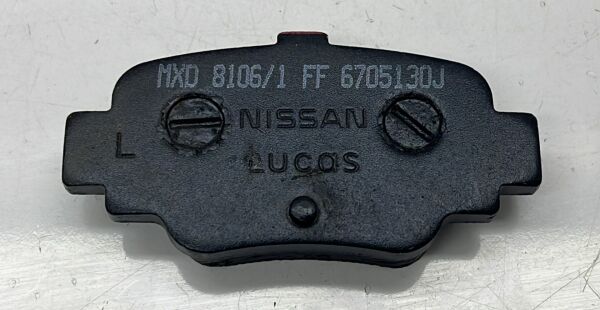 MXD 8106/1 FF 6705130J
NISSAN
L
LUCAS